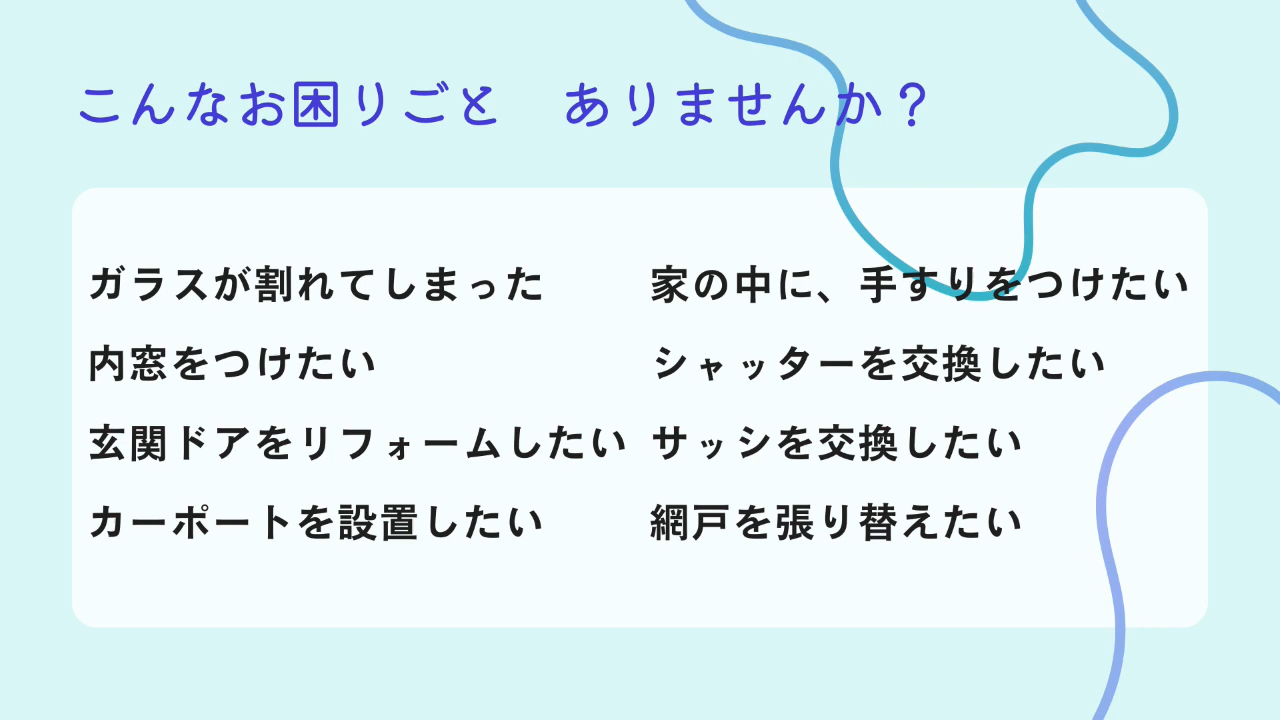 こんなお困りごと　ありませんか？
ガラスが割れてしまった
内窓をつけたい
玄関ドアをリフォームしたい
カーポートを設置したい
家の中に、手すりをつけたい
シャッターを交換したい
サッシを交換したい
網戸を張り替えたい